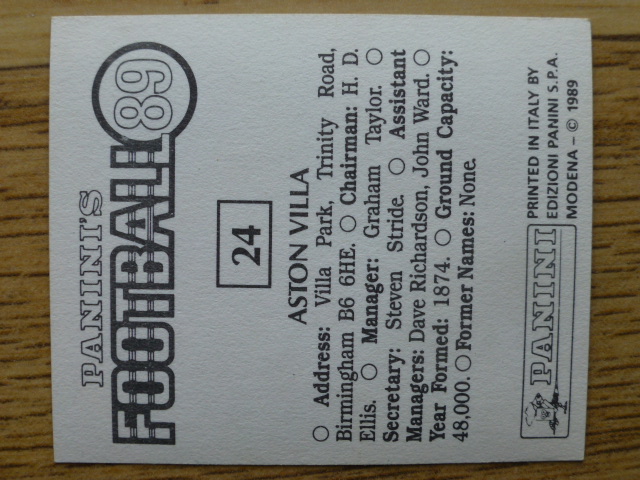 PANINI'S
FOOTBALL 89
24
ASTON VILLA
○ Address: Villa Park, Trinity Road,
Birmingham B6 6HE. ○ Chairman: H. D.
Ellis. ○ Manager: Graham Taylor. ○
Secretary: Steven Stride. ○ Assistant
Managers: Dave Richardson, John Ward. ○
Year Formed: 1874. ○ Ground Capacity:
48,000. ○ Former Names: None.
PANINI
PRINTED IN ITALY BY
EDIZIONI PANINI S.P.A.
MODENA - © 1989